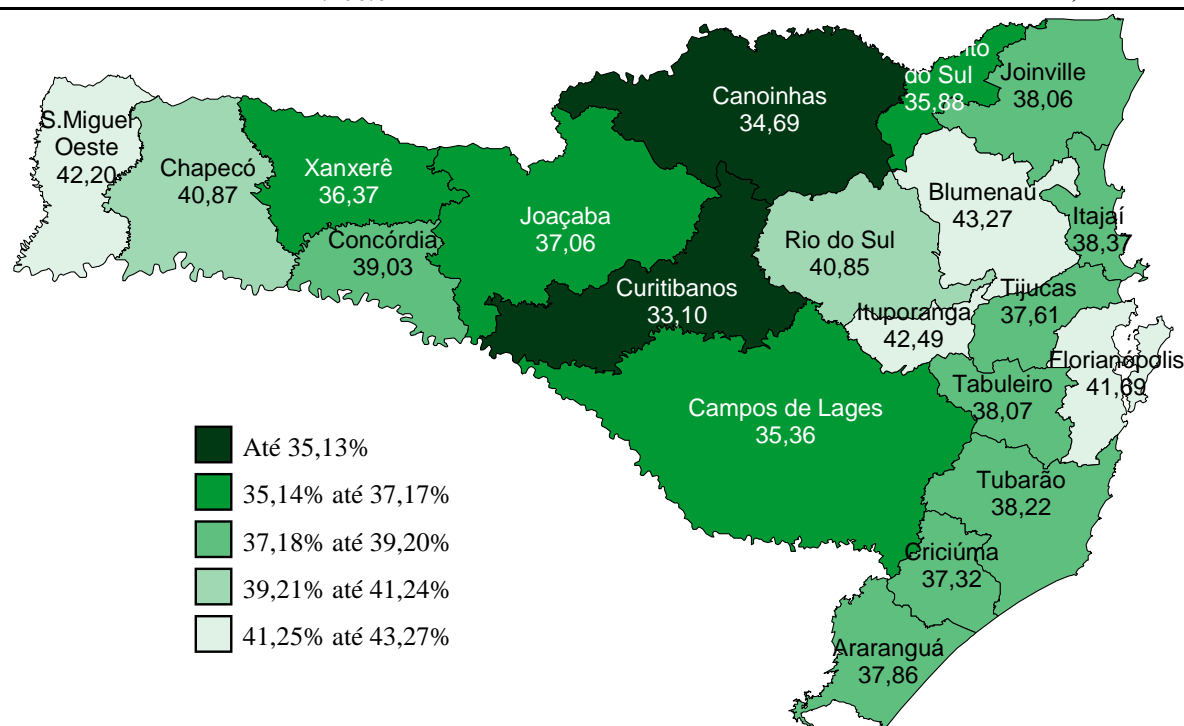 Canoinhas
34,69
do Sul
35,88
Joinville
38,06
S.Miguel
Oeste
42,20
Chapecó
40,87
Xanxerê
36,37
Joaçaba
37,06
Concórdia
39,03
Curitibanos
33,10
Rio do Sul
40,85
Blumenau
43,27
Itajaí
38,37
Ituporanga
42,49
Tijucas
37,61
Florianópolis
41,69
Tabuleiro
38,07
Campos de Lages
35,36
Tubarão
38,22
Criciúma
37,32
Araranguá
37,86
Até 35,13%
35,14% até 37,17%
37,18% até 39,20%
39,21% até 41,24%
41,25% até 43,27%